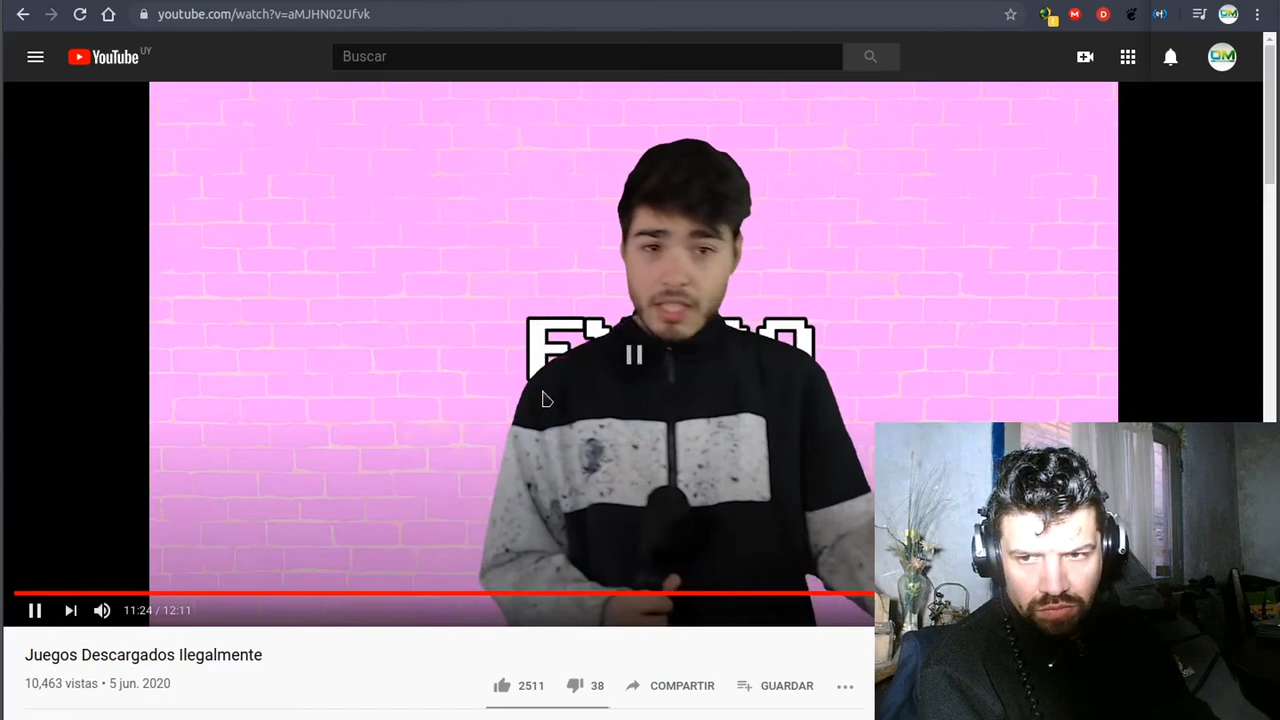 youtube.com/watch?v=aMJHN02Ufvk
YouTube UY
Buscar
11:24 / 12:11
Juegos Descargados Ilegalmente
10,463 vistas • 5 jun. 2020
2511
38
COMPARTIR
GUARDAR